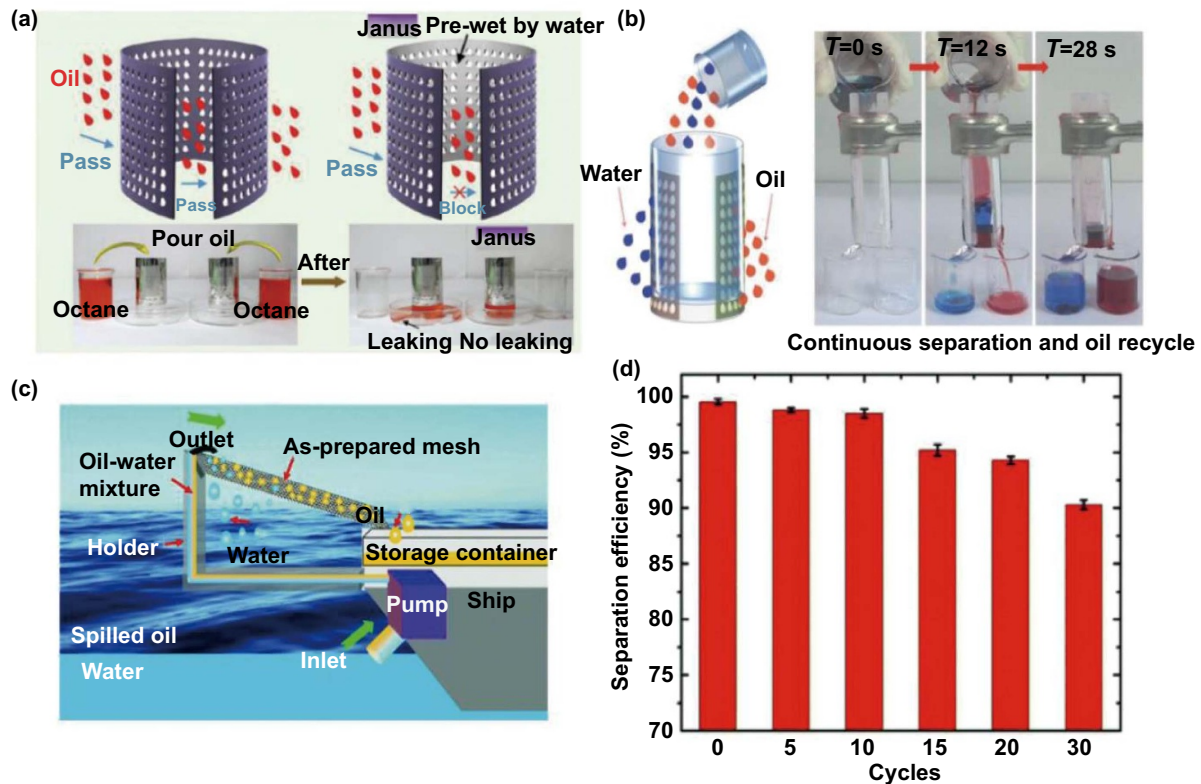 (a)
Janus
Pre-wet by water
Oil
Pass
Pass
Pass
Block
Pour oil
Janus
After
Octane
Octane
Leaking No leaking
(b)
T=0 s
T=12 s
T=28 s
Water
Oil
Continuous separation and oil recycle
(c)
Outlet
As-prepared mesh
Oil-water
mixture
Oil
Holder
Water
Storage container
Pump
Ship
Spilled oil
Inlet
Water
(d)
Separation efficiency (%)
100
95
90
85
80
75
70
0
5
10
15
20
30
Cycles